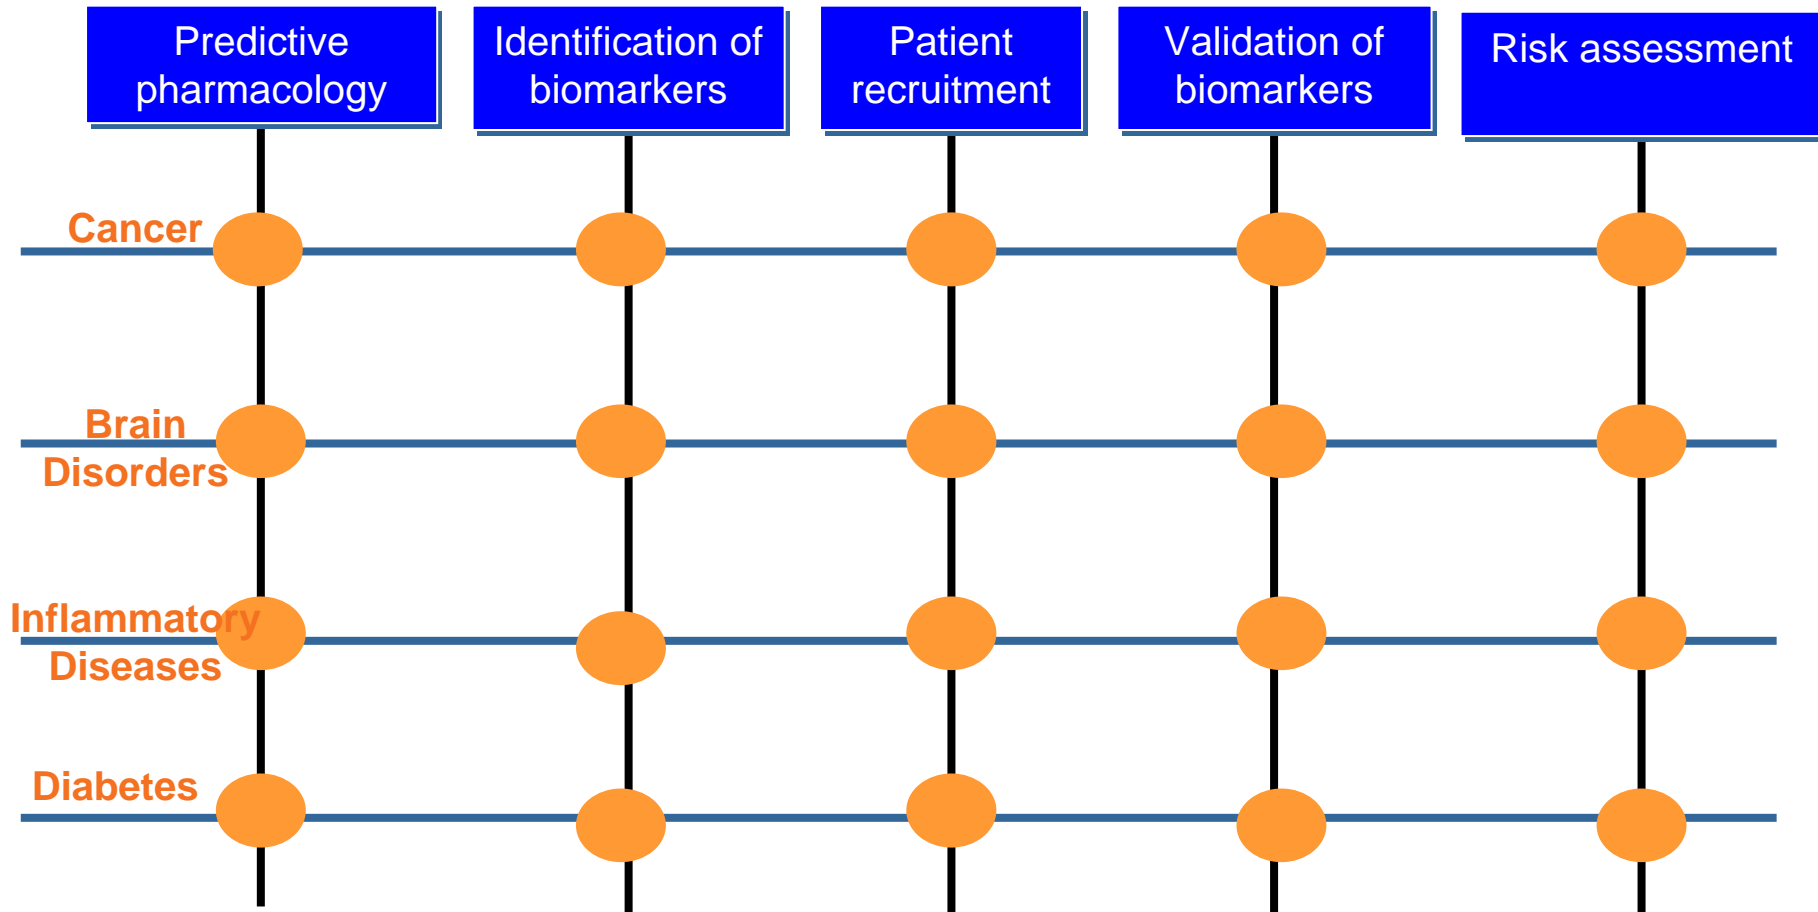 Predictive
pharmacology
Identification of
biomarkers
Patient
recruitment
Validation of
biomarkers
Risk assessment
Cancer
Brain
Disorders
Inflammatory
Diseases
Diabetes